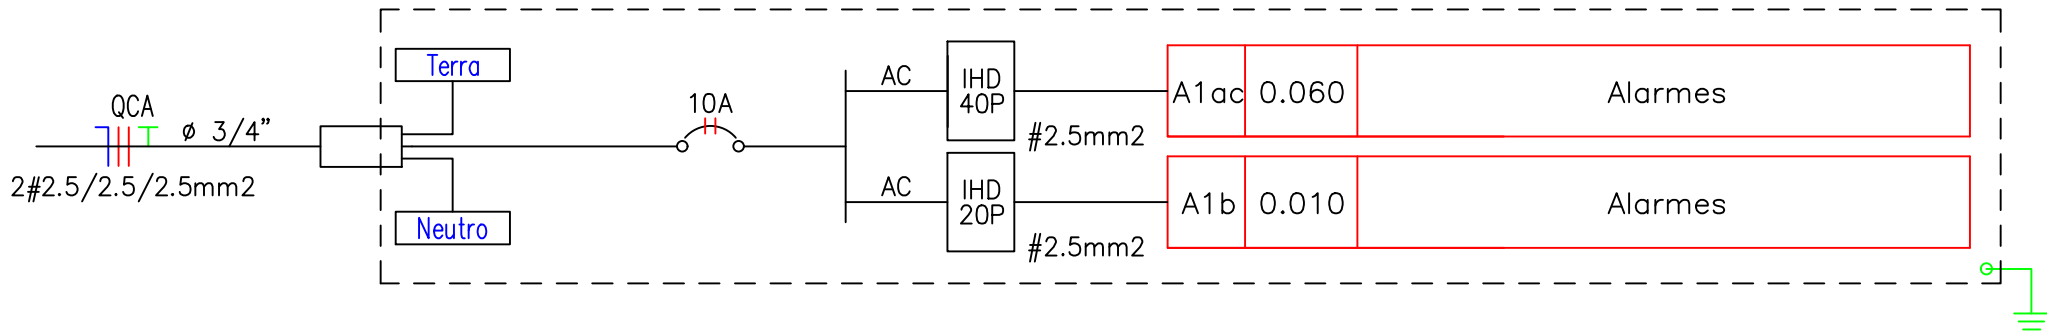 QCA
ø 3/4"
2#2.5/2.5/2.5mm2
Terra
Neutro
10A
AC
IHD
40P
#2.5mm2
A1ac 0.060 Alarmes
AC
IHD
20P
#2.5mm2
A1b 0.010 Alarmes